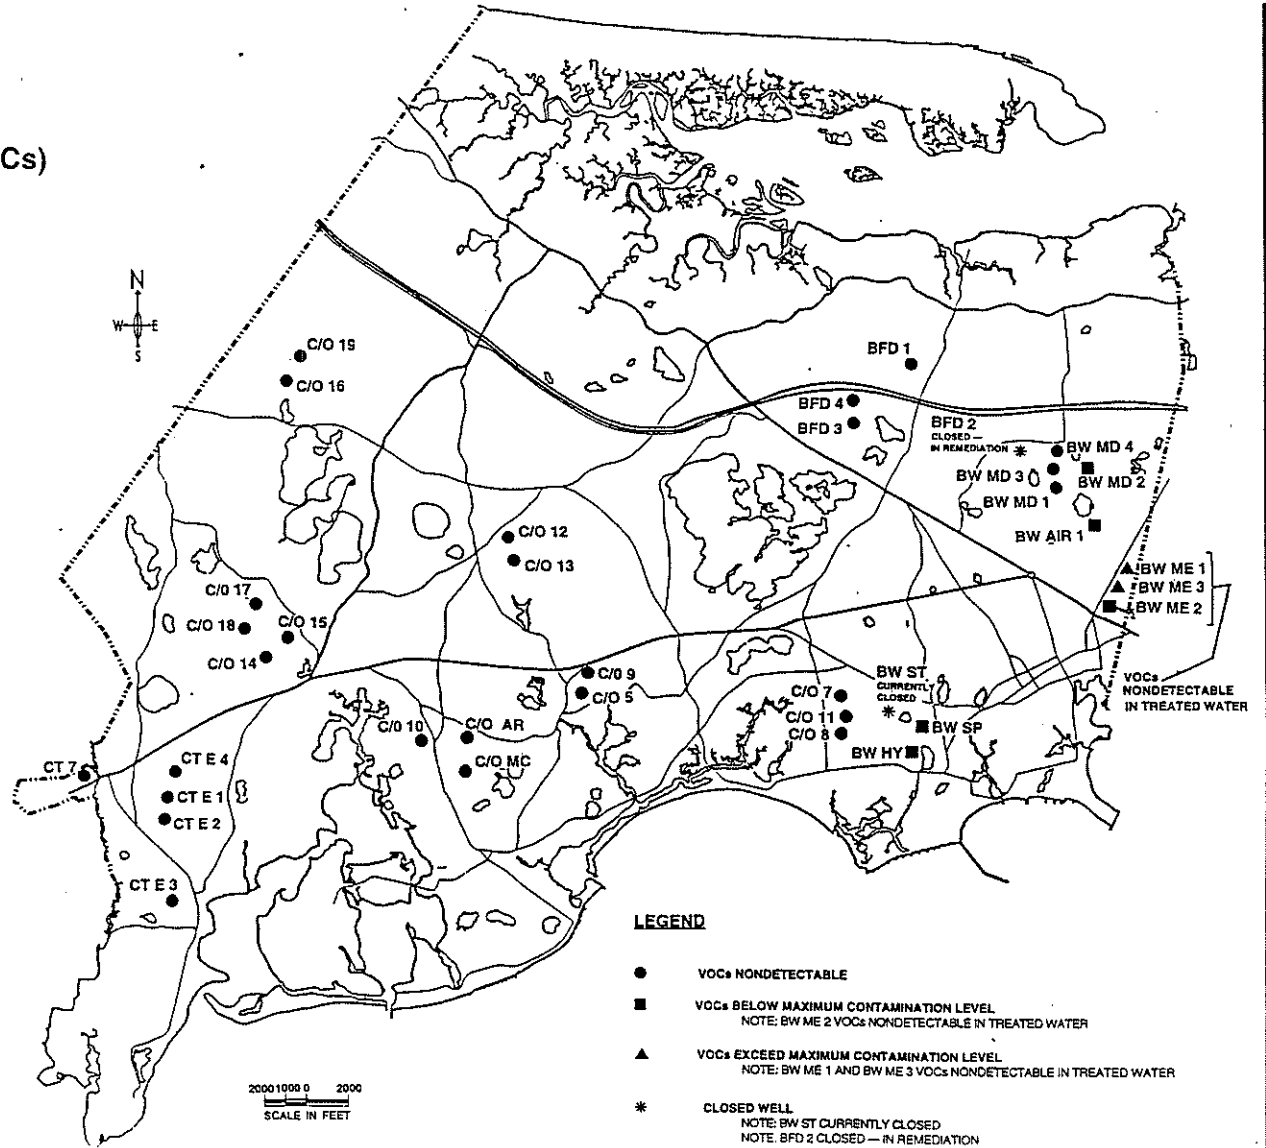 Cs)
N
W E
S
C/O 19
C/O 16
BFD 1
BFD 4
BFD 3
BFD 2
CLOSED —
IN REMEDIATION
BW MD 4
BW MD 3
BW MD 2
BW MD 1
BW AIR 1
C/O 12
C/O 13
BW ME 1
BW ME 3
BW ME 2
C/O 17
C/O 18
C/O 15
C/O 14
VOCs
NONDETECTABLE
IN TREATED WATER
C/O 9
C/O 5
BW ST
CURRENTLY
CLOSED
C/O 7
C/O 11
C/O 8
BW SP
BW HY
C/O 10
C/O AR
C/O MC
CT 7
CT E 4
CT E 1
CT E 2
CT E 3
LEGEND
VOCs NONDETECTABLE
VOCs BELOW MAXIMUM CONTAMINATION LEVEL
NOTE: BW ME 2 VOCs NONDETECTABLE IN TREATED WATER
VOCs EXCEED MAXIMUM CONTAMINATION LEVEL
NOTE: BW ME 1 AND BW ME 3 VOCs NONDETECTABLE IN TREATED WATER
CLOSED WELL
NOTE: BW ST CURRENTLY CLOSED
NOTE. BFD 2 CLOSED — IN REMEDIATION
2000 1000 0 2000
SCALE IN FEET